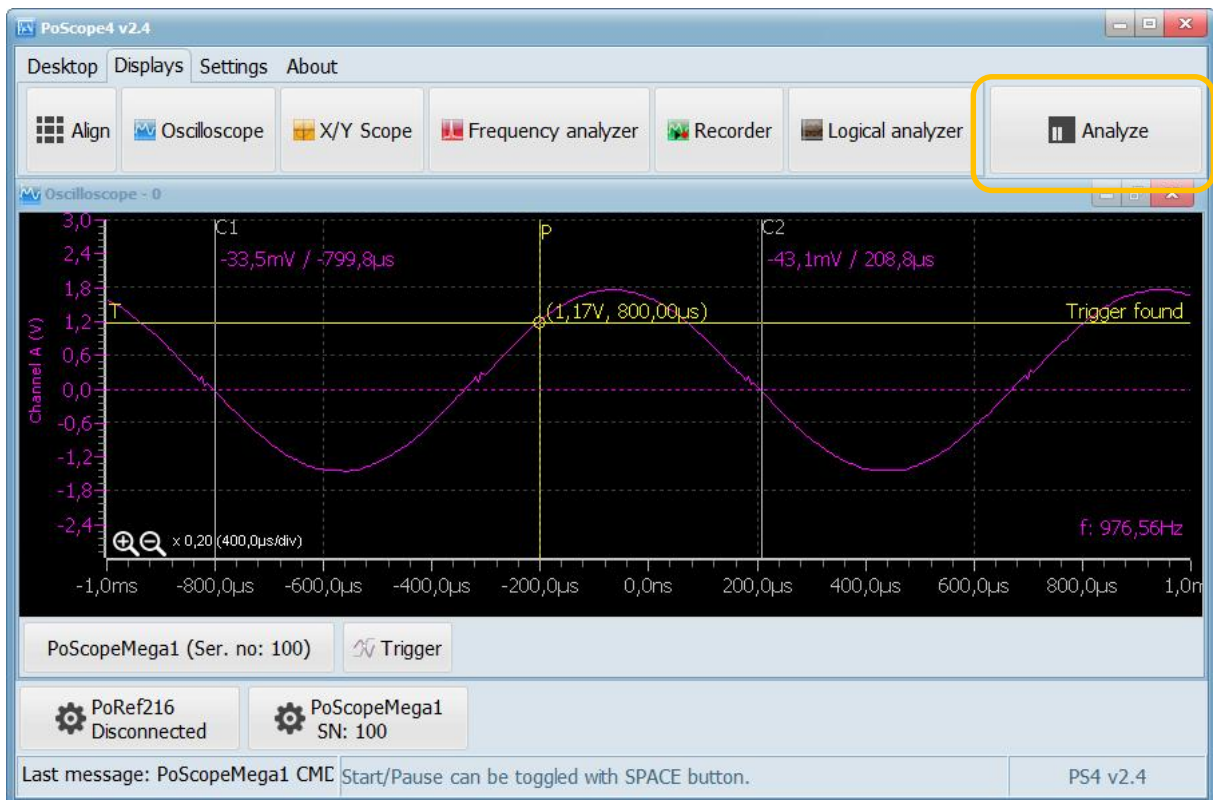 PoScope4 v2.4
Desktop Displays Settings About
Align Oscilloscope X/Y Scope Frequency analyzer Recorder Logical analyzer Analyze
Oscilloscope - 0
3,0
2,4
1,8
1,2
0,6
0,0
-0,6
-1,2
-1,8
-2,4
Channel A (V)
C1
-33,5mV / -799,8µs
P
C2
-43,1mV / 208,8µs
T
(1,17V, 800,00µs)
Trigger found
f: 976,56Hz
x 0,20 (400,0µs/div)
-1,0ms -800,0µs -600,0µs -400,0µs -200,0µs 0,0ns 200,0µs 400,0µs 600,0µs 800,0µs 1,0m
PoScopeMega1 (Ser. no: 100) Trigger
PoRef216
Disconnected
PoScopeMega1
SN: 100
Last message: PoScopeMega1 CMD Start/Pause can be toggled with SPACE button. PS4 v2.4